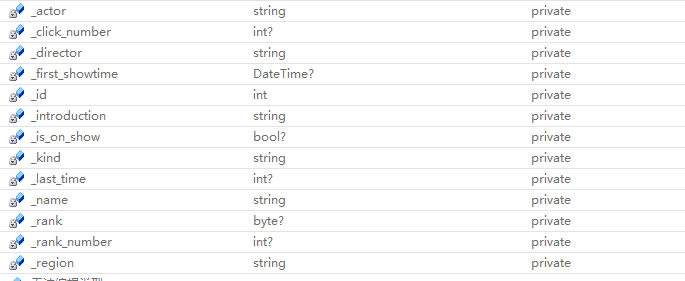 _actor string private
_click_number int? private
_director string private
_first_showtime DateTime? private
_id int private
_introduction string private
_is_on_show bool? private
_kind string private
_last_time int? private
_name string private
_rank byte? private
_rank_number int? private
_region string private